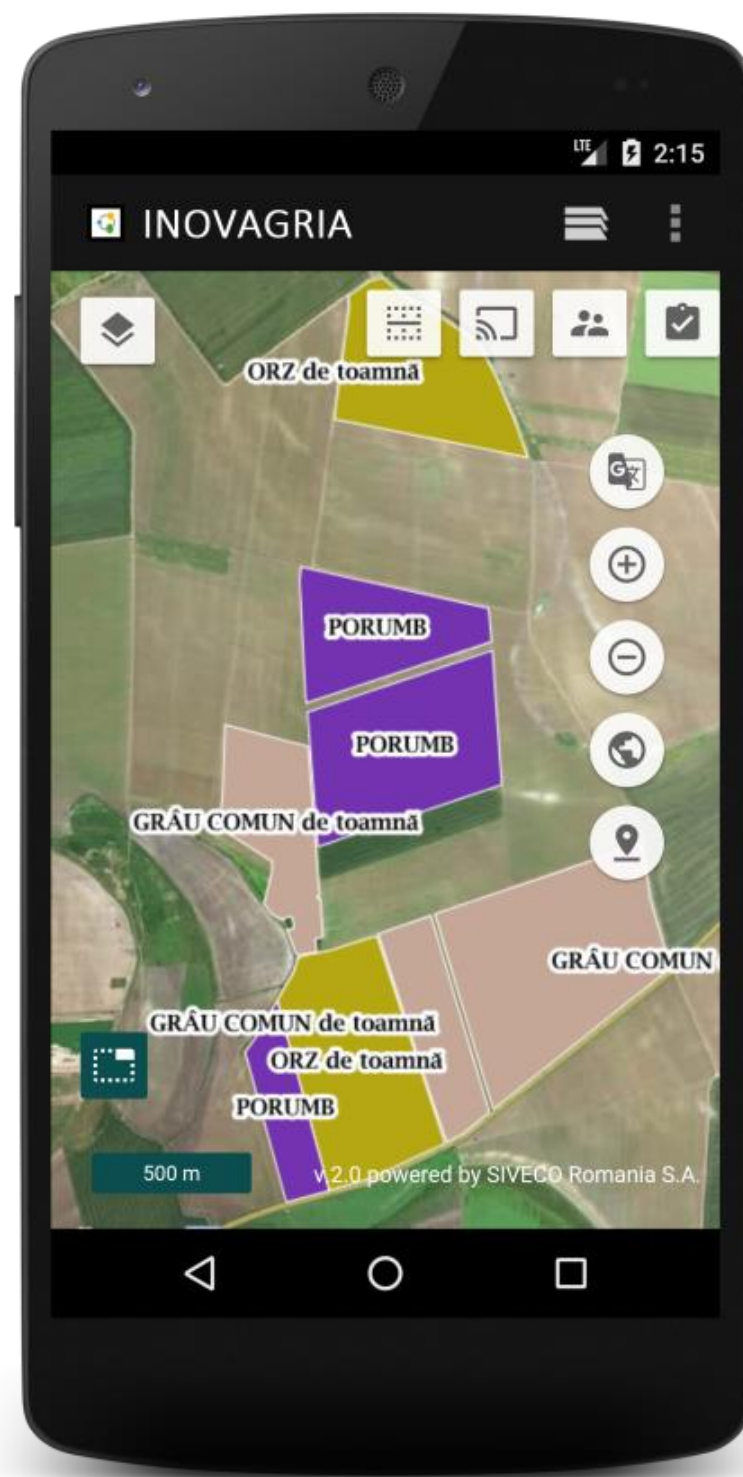 LTE 2:15
INOVAGRIA
ORZ de toamnă
G
PORUMB
PORUMB
GRÂU COMUN de toamnă
GRÂU COMUN
GRÂU COMUN de toamnă
ORZ de toamnă
PORUMB
500 m
v 2.0 powered by SIVECO Romania S.A.